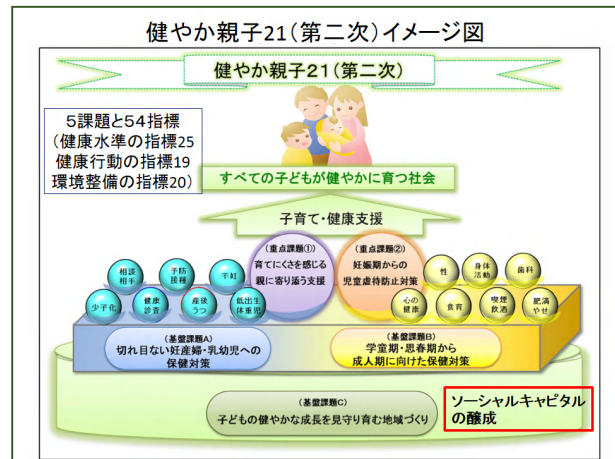 健やか親子21(第二次)イメージ図
健やか親子21(第二次)
5課題と54指標
(健康水準の指標25
健康行動の指標19
環境整備の指標20)
すべての子どもが健やかに育つ社会
子育て・健康支援
(重点課題①)
育てにくさを感じる
親に寄り添う支援
(重点課題②)
妊娠期からの
児童虐待防止対策
相談
相手
予防
接種
不妊
少子化
健康
診査
産後
うつ
低出生
体重児
性
身体
活動
歯科
心の
健康
食育
喫煙
飲酒
肥満
やせ
(基盤課題A)
切れ目ない妊産婦・乳幼児への
保健対策
(基盤課題B)
学童期・思春期から
成人期に向けた保健対策
(基盤課題C)
子どもの健やかな成長を見守り育む地域づくり
ソーシャルキャピタル
の醸成